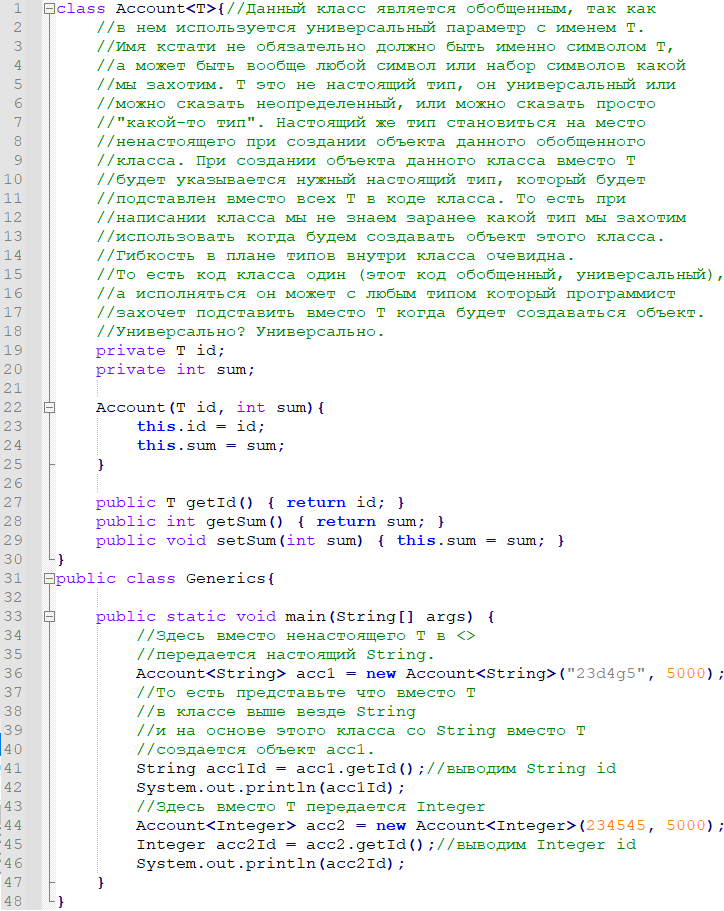 1 class Account<T>{//Данный класс является обобщенным, так как
2 //в нем используется универсальный параметр с именем T.
3 //Имя кстати не обязательно должно быть именно символом T,
4 //а может быть вообще любой символ или набор символов какой
5 //мы захотим. T это не настоящий тип, он универсальный или
6 //можно сказать неопределенный, или можно сказать просто
7 //"какой-то тип". Настоящий же тип становиться на место
8 //ненастоящего при создании объекта данного обобщенного
9 //класса. При создании объекта данного класса вместо T
10 //будет указывается нужный настоящий тип, который будет
11 //подставлен вместо всех T в коде класса. То есть при
12 //написании класса мы не знаем заранее какой тип мы захотим
13 //использовать когда будем создавать объект этого класса.
14 //Гибкость в плане типов внутри класса очевидна.
15 //То есть код класса один (этот код обобщенный, универсальный),
16 //а исполняться он может с любым типом который программист
17 //захочет подставить вместо T когда будет создаваться объект.
18 //Универсально? Универсально.
19 private T id;
20 private int sum;
21
22 Account(T id, int sum){
23 this.id = id;
24 this.sum = sum;
25 }
26
27 public T getId() { return id; }
28 public int getSum() { return sum; }
29 public void setSum(int sum) { this.sum = sum; }
30 }
31 public class Generics{
32
33 public static void main(String[] args) {
34 //Здесь вместо ненастоящего T в <>
35 //передается настоящий String.
36 Account<String> acc1 = new Account<String>("23d4g5", 5000);
37 //То есть представьте что вместо T
38 //в классе выше везде String
39 //и на основе этого класса со String вместо T
40 //создается объект acc1.
41 String acc1Id = acc1.getId();//выводим String id
42 System.out.println(acc1Id);
43 //Здесь вместо T передается Integer
44 Account<Integer> acc2 = new Account<Integer>(234545, 5000);
45 Integer acc2Id = acc2.getId();//выводим Integer id
46 System.out.println(acc2Id);
47 }
48 }